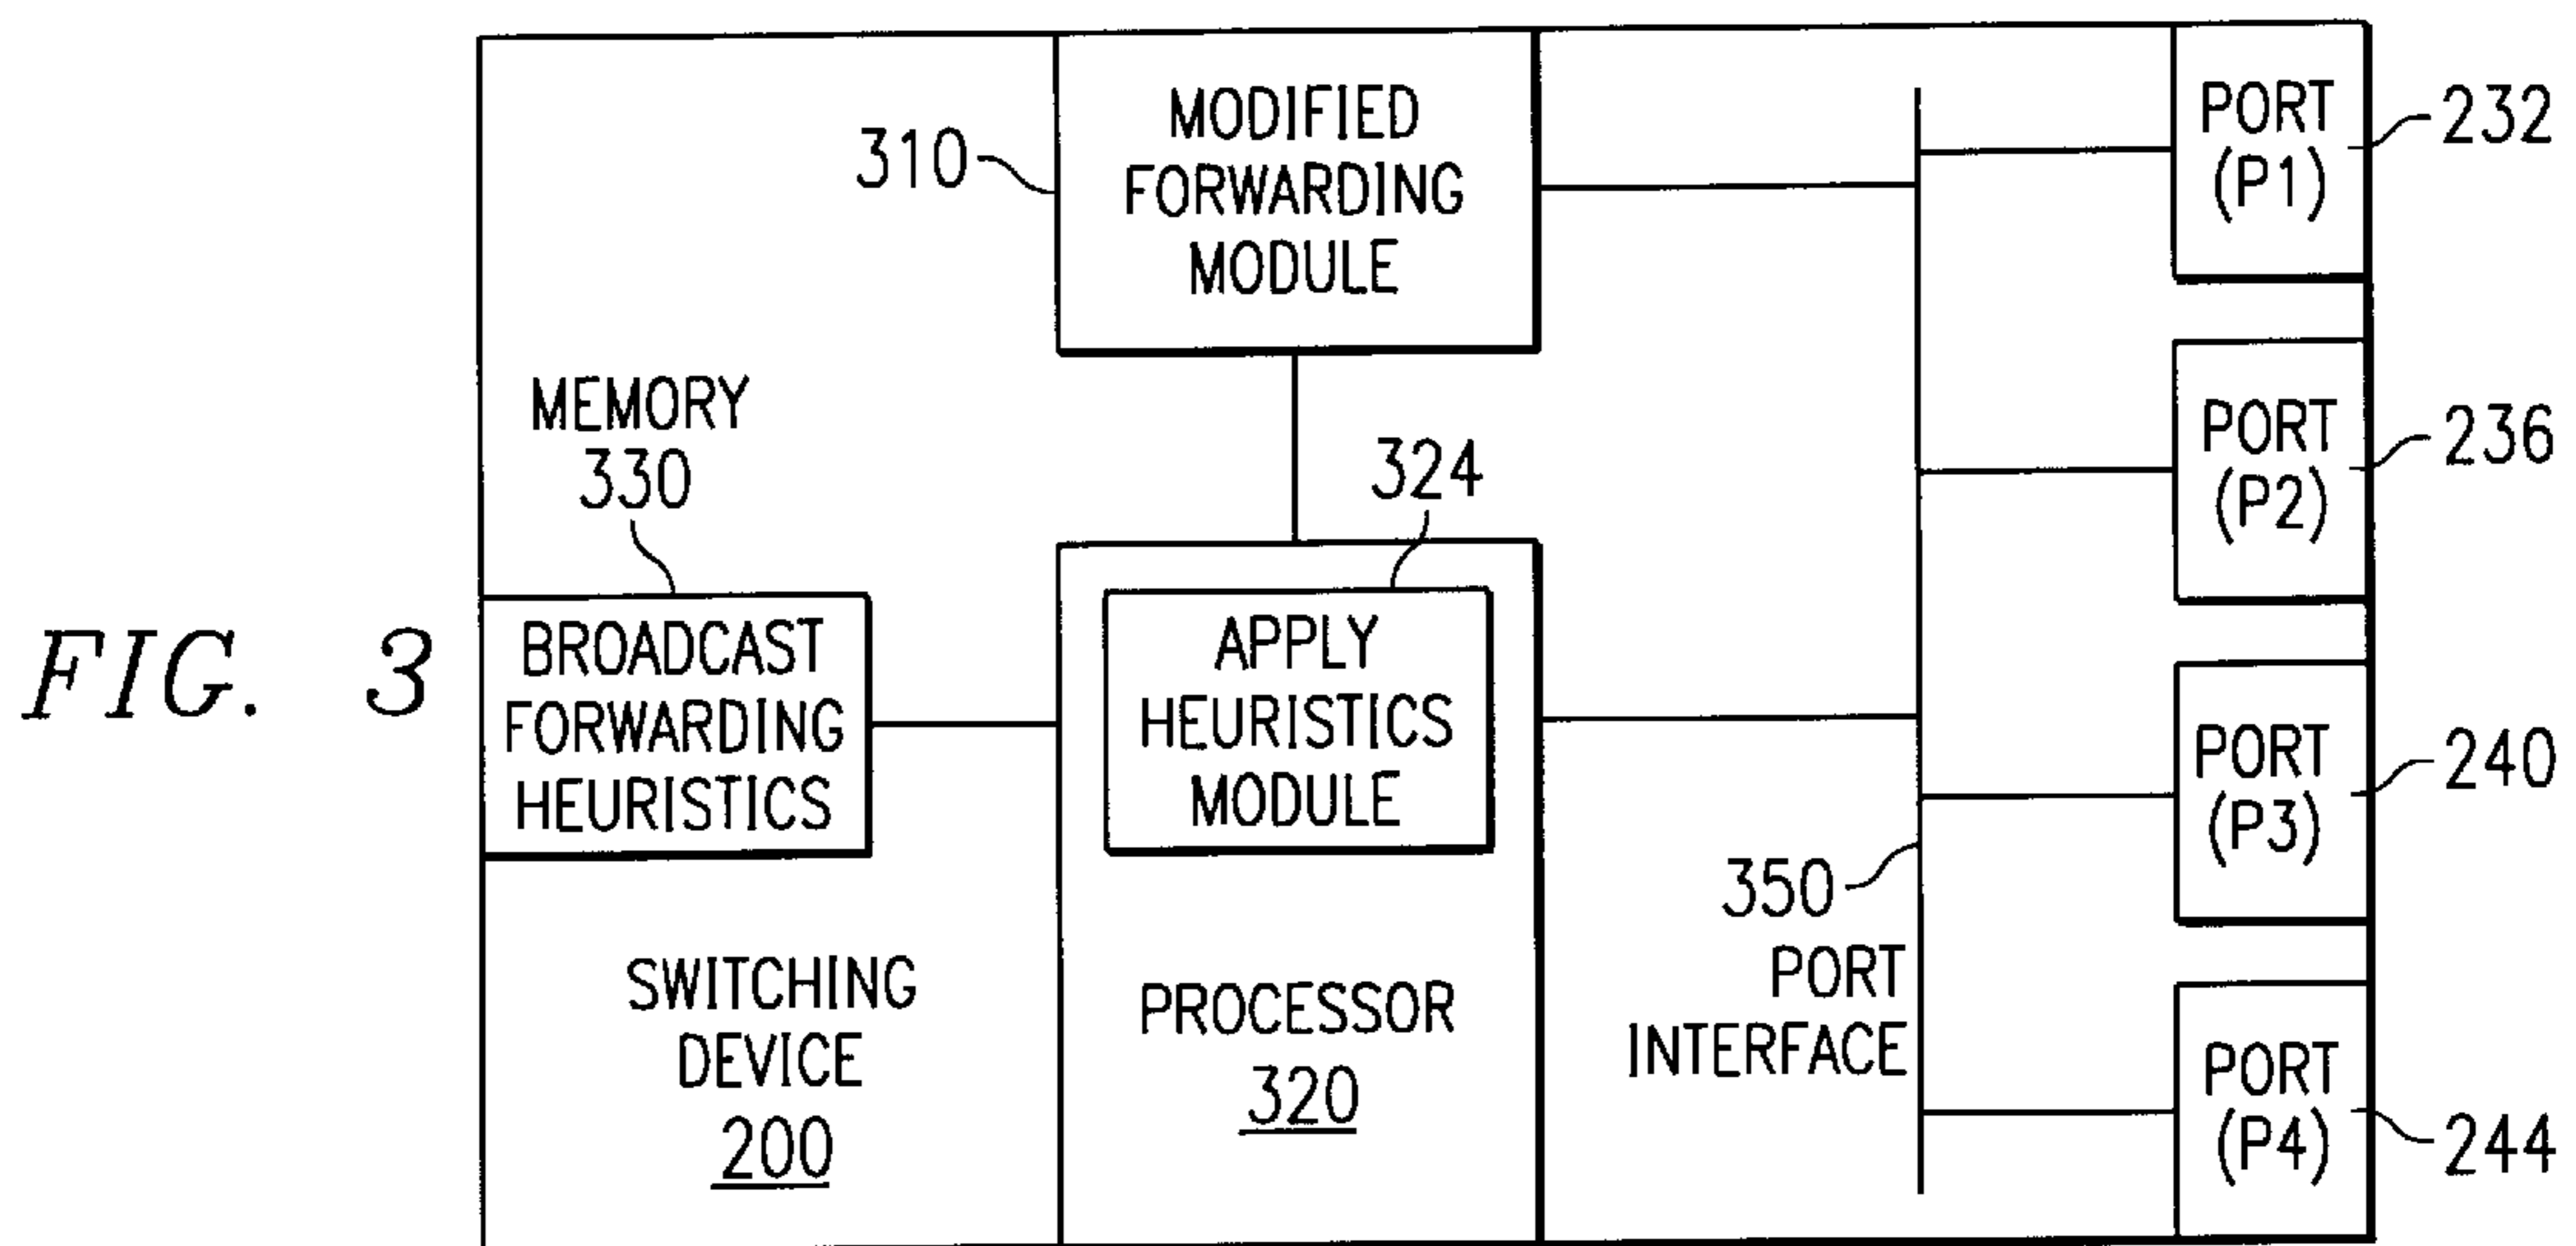 FIG. 3
310
MODIFIED
FORWARDING
MODULE
MEMORY
330
BROADCAST
FORWARDING
HEURISTICS
324
APPLY
HEURISTICS
MODULE
SWITCHING
DEVICE
200
PROCESSOR
320
350
PORT
INTERFACE
PORT
(P1)
232
PORT
(P2)
236
PORT
(P3)
240
PORT
(P4)
244